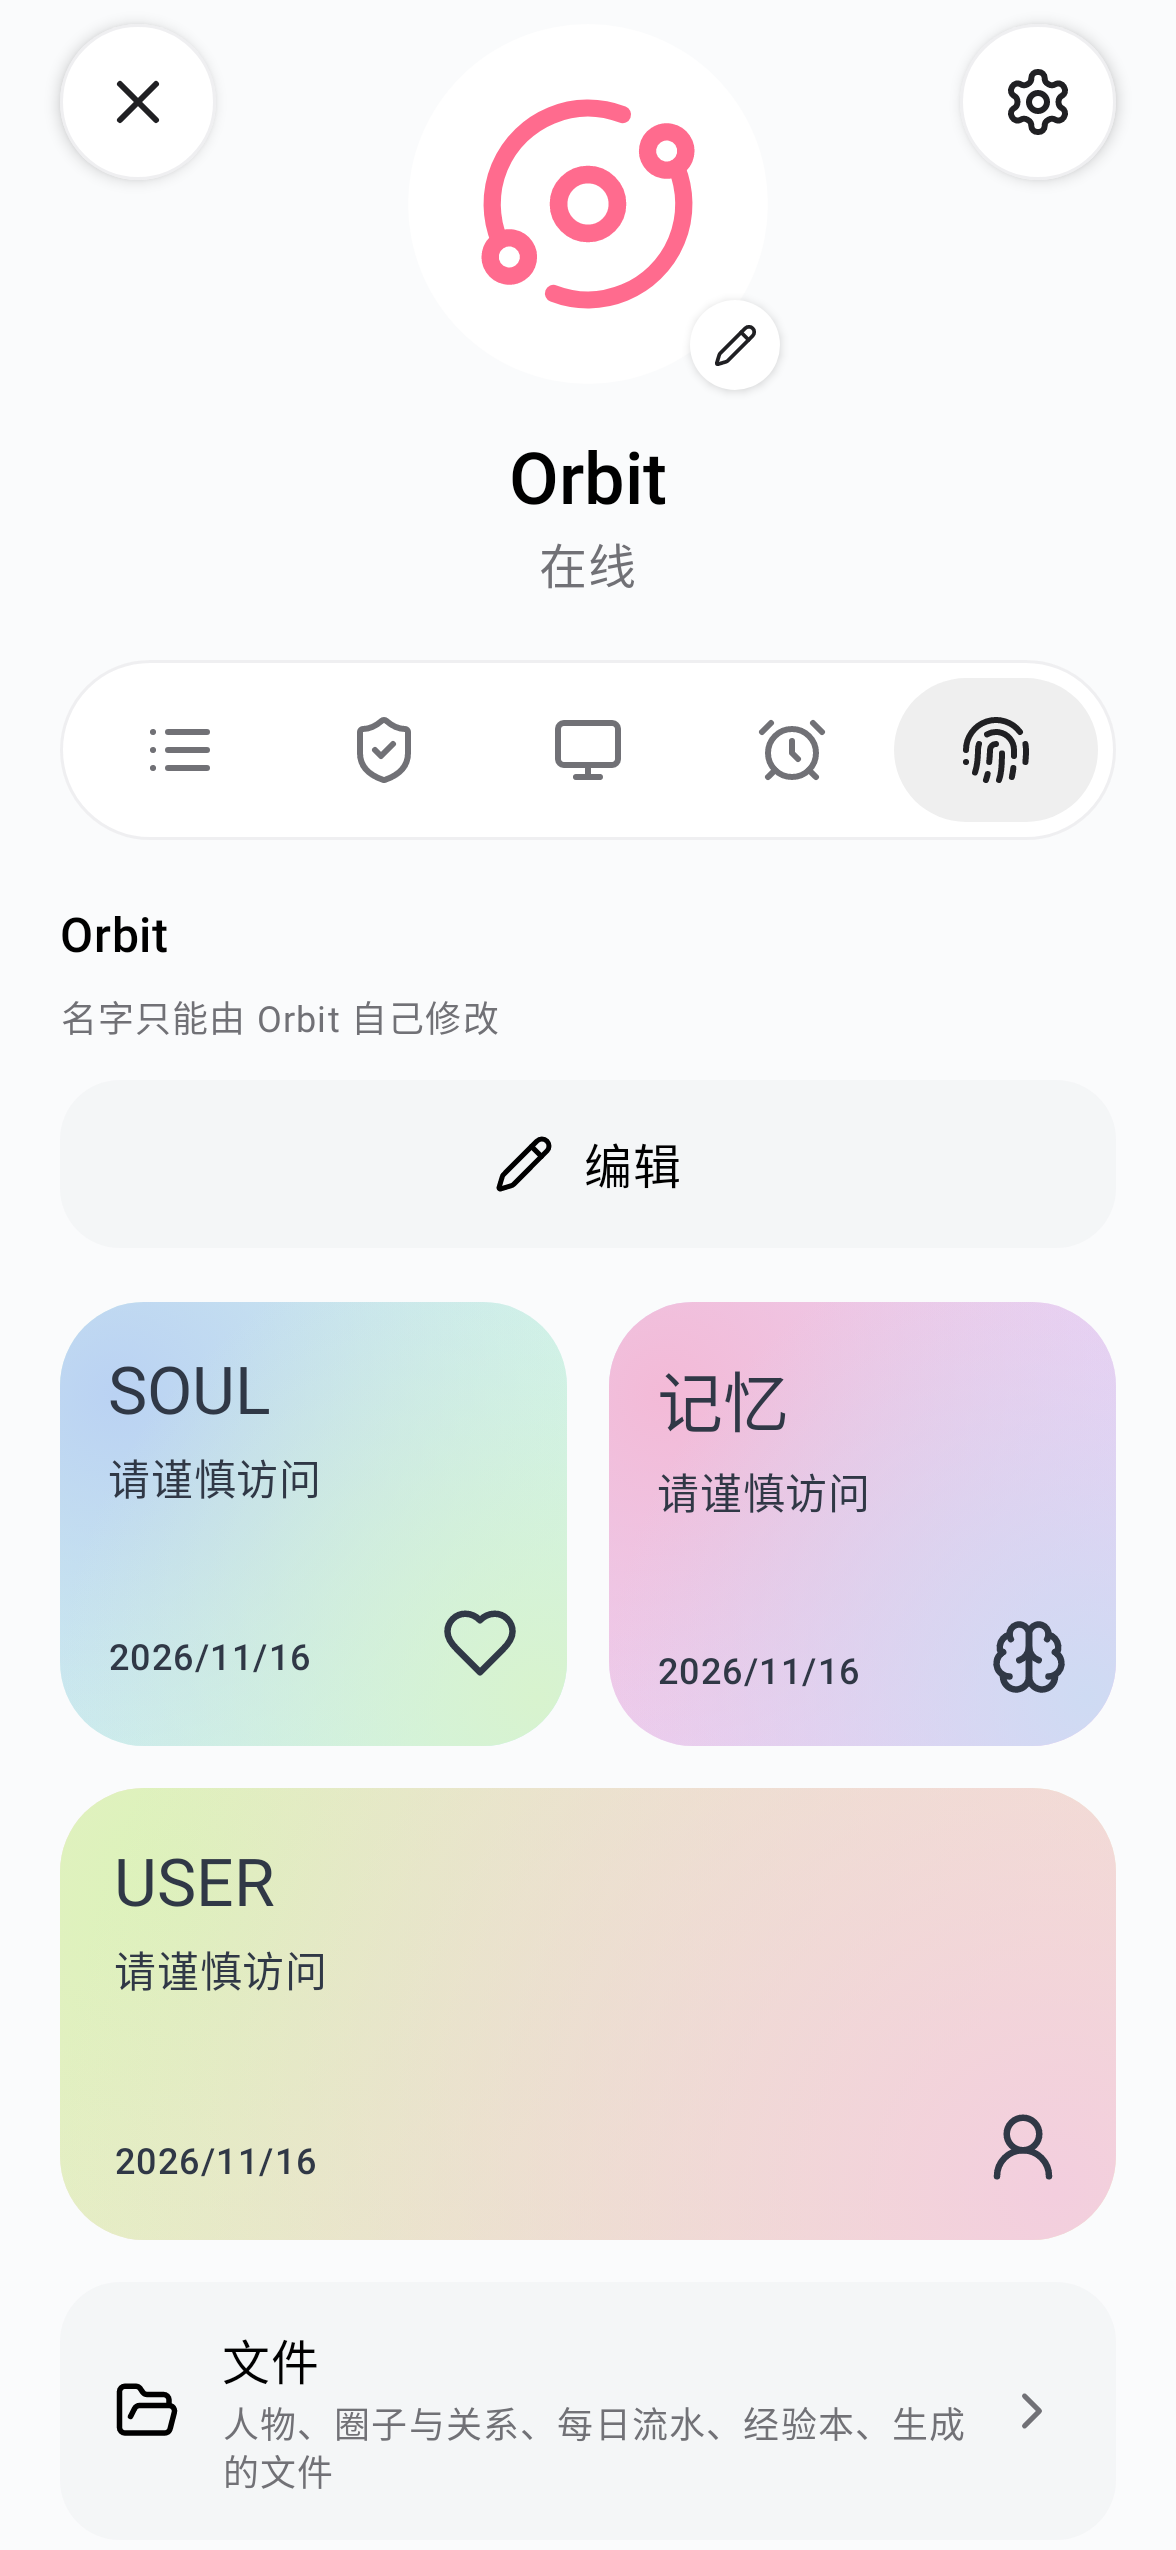 Orbit
在线
Orbit
名字只能由 Orbit 自己修改
编辑
SOUL
请谨慎访问
2026/11/16
记忆
请谨慎访问
2026/11/16
USER
请谨慎访问
2026/11/16
文件
人物、圈子与关系、每日流水、经验本、生成
的文件